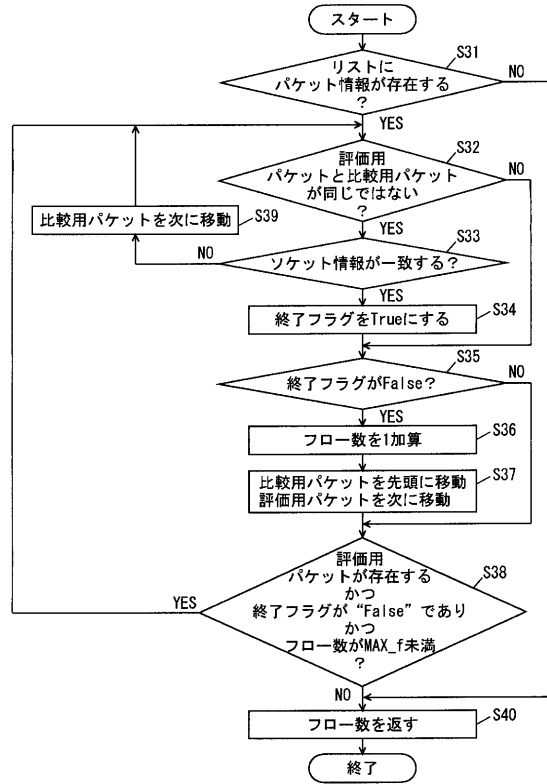 スタート
S31
リストに
パケット情報が存在する
?
NO
YES
S32
評価用
パケットと比較用パケット
が同じではない
?
NO
YES
比較用パケットを次に移動
S39
S33
ソケット情報が一致する?
NO
YES
S34
終了フラグをTrueにする
S35
終了フラグがFalse?
NO
YES
S36
フロー数を1加算
S37
比較用パケットを先頭に移動
評価用パケットを次に移動
S38
評価用
パケットが存在する
かつ
終了フラグが“False”であり
かつ
フロー数がMAX_f未満
?
YES
NO
S40
フロー数を返す
終了